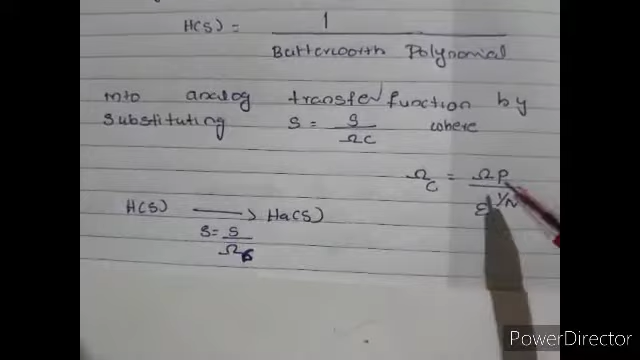 H(S) = 1 / Butterworth Polynomial
into analog transfer function by
substituting S = S / ΩC where
ΩC = ΩP / ε^1/N
H(S) ⟶ Ha(S)
S = S / ΩC
PowerDirector